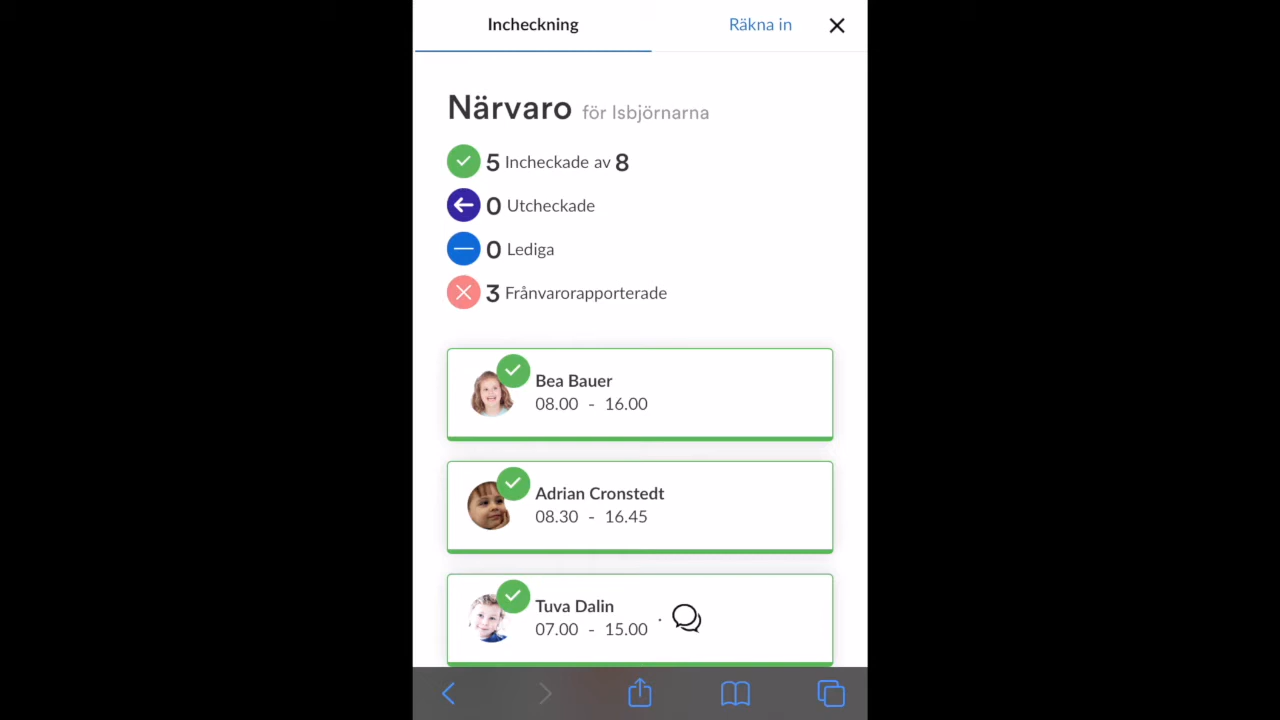 Incheckning Räkna in
Närvaro för Isbjörnarna
5 Incheckade av 8
0 Utcheckade
0 Lediga
3 Frånvarorapporterade
Bea Bauer
08.00 - 16.00
Adrian Cronstedt
08.30 - 16.45
Tuva Dalin
07.00 - 15.00 ·